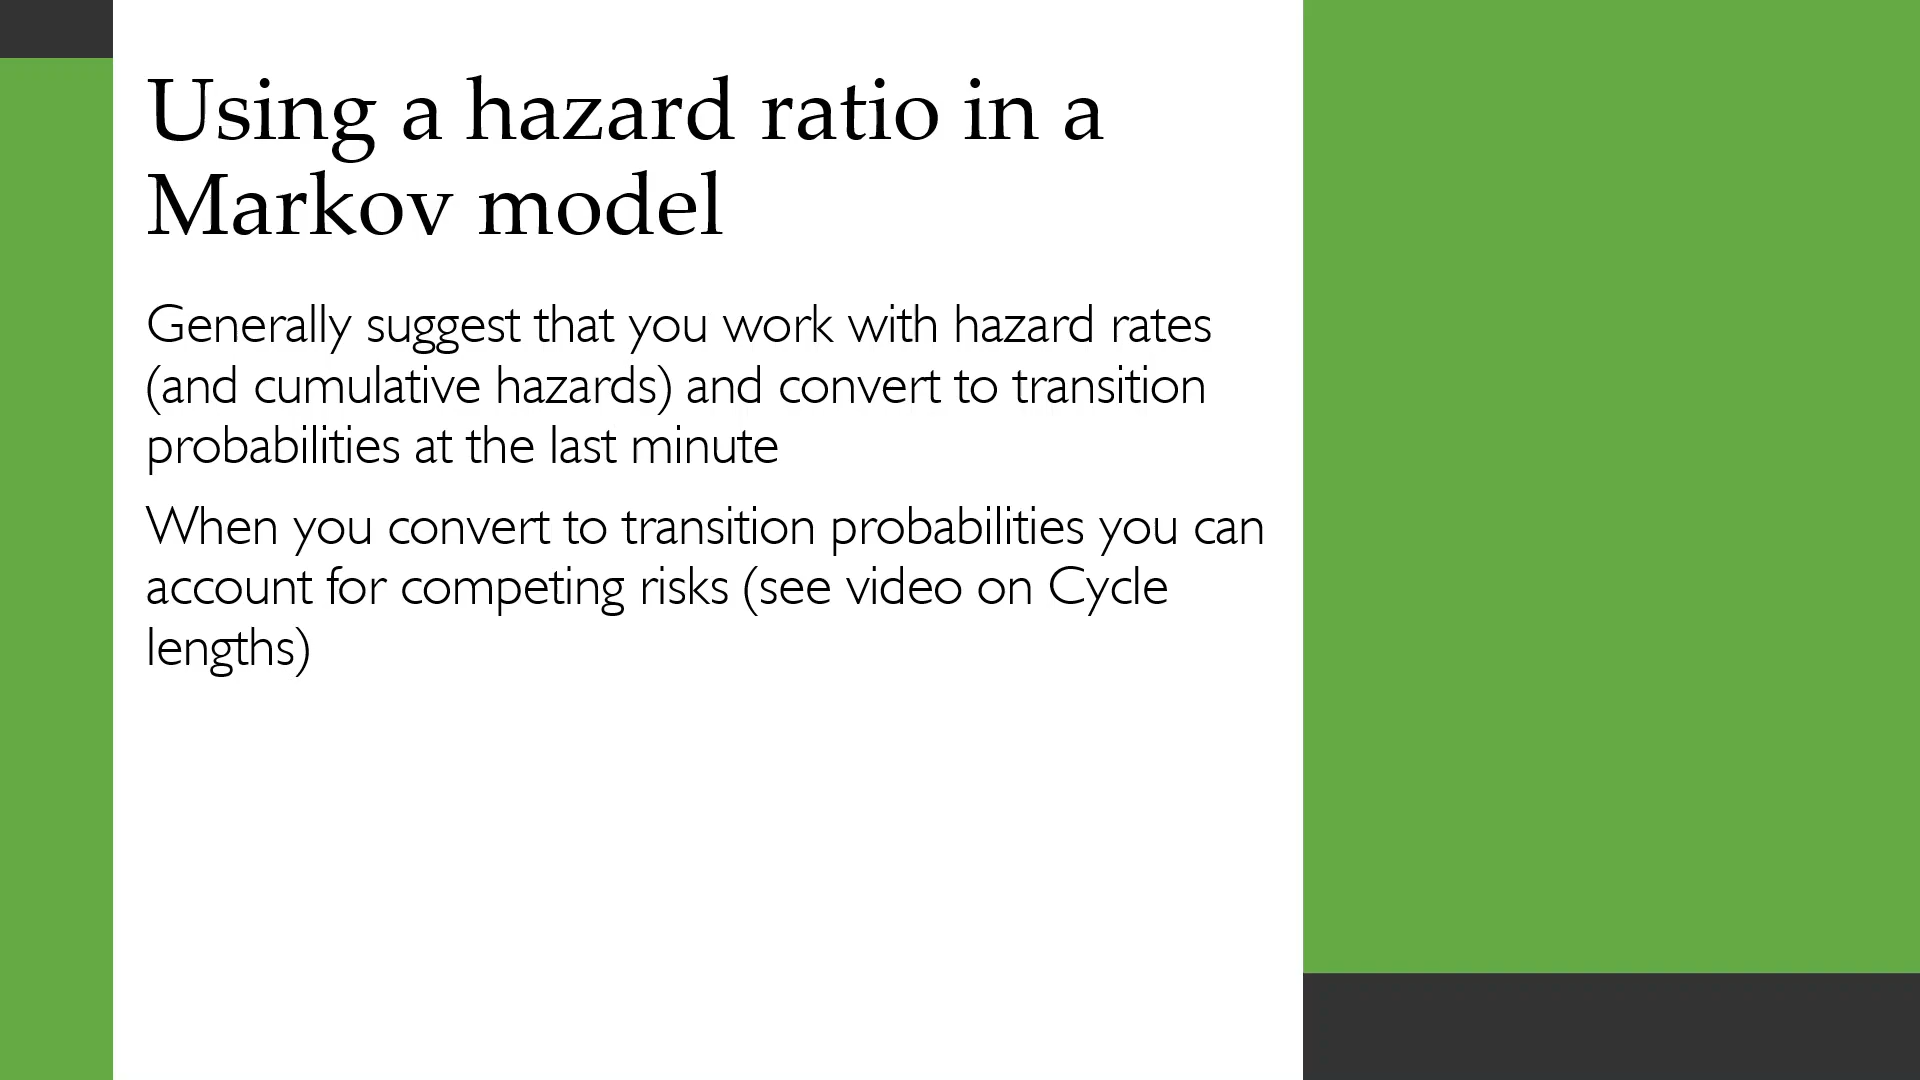 Using a hazard ratio in a
Markov model
Generally suggest that you work with hazard rates
(and cumulative hazards) and convert to transition
probabilities at the last minute
When you convert to transition probabilities you can
account for competing risks (see video on Cycle
lengths)